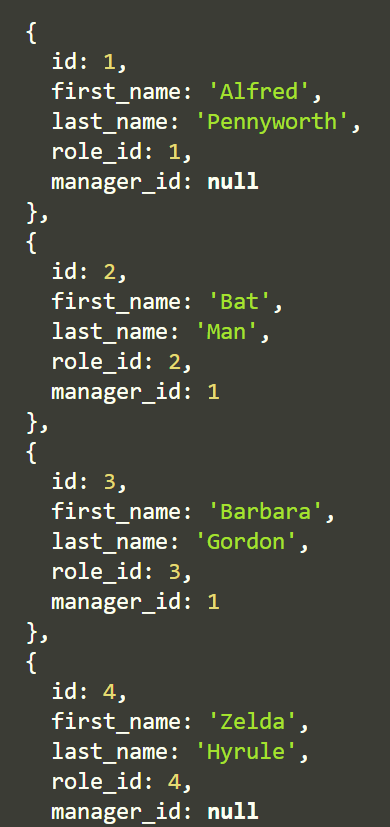 {
  id: 1,
  first_name: 'Alfred',
  last_name: 'Pennyworth',
  role_id: 1,
  manager_id: null
},
{
  id: 2,
  first_name: 'Bat',
  last_name: 'Man',
  role_id: 2,
  manager_id: 1
},
{
  id: 3,
  first_name: 'Barbara',
  last_name: 'Gordon',
  role_id: 3,
  manager_id: 1
},
{
  id: 4,
  first_name: 'Zelda',
  last_name: 'Hyrule',
  role_id: 4,
  manager_id: null